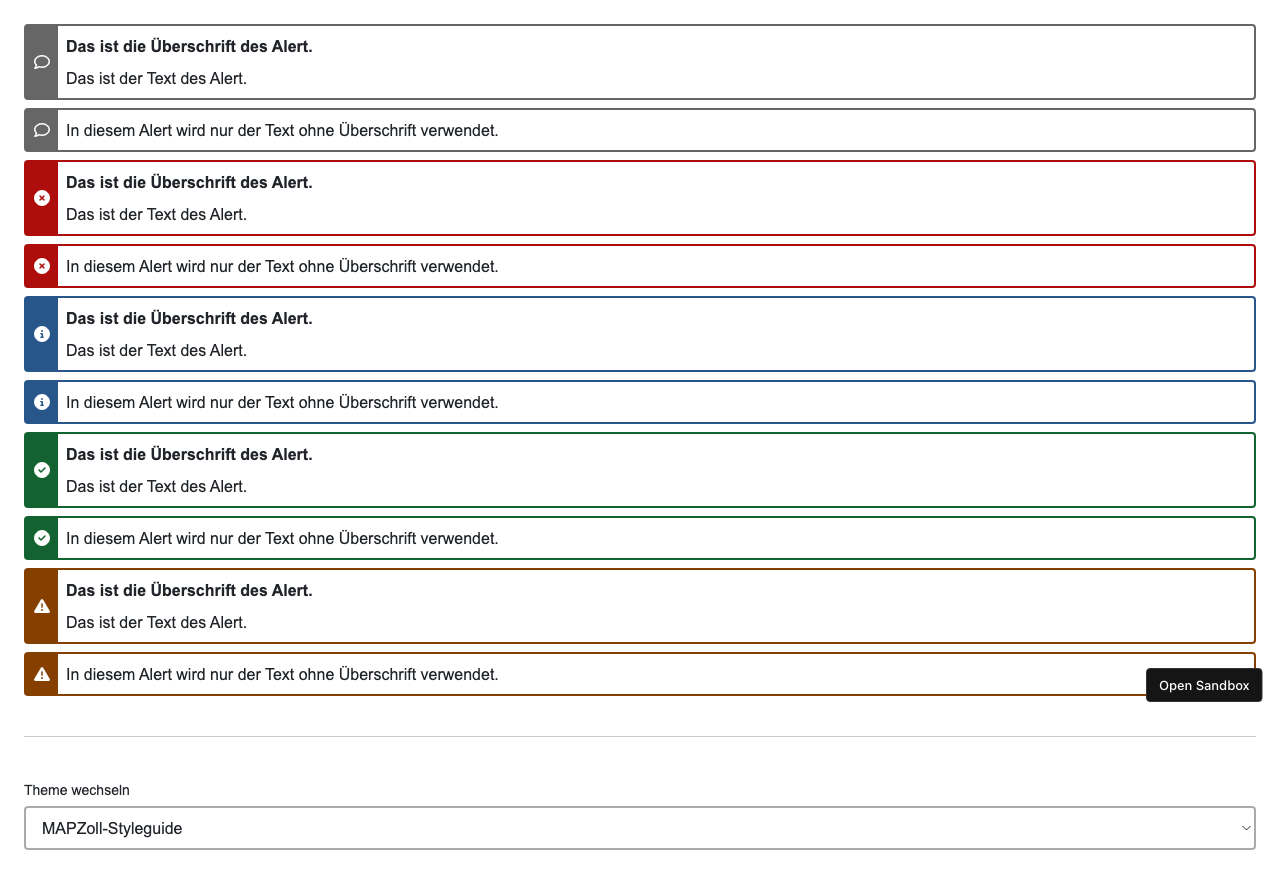 Das ist die Überschrift des Alert.
Das ist der Text des Alert.
In diesem Alert wird nur der Text ohne Überschrift verwendet.
Das ist die Überschrift des Alert.
Das ist der Text des Alert.
In diesem Alert wird nur der Text ohne Überschrift verwendet.
Das ist die Überschrift des Alert.
Das ist der Text des Alert.
In diesem Alert wird nur der Text ohne Überschrift verwendet.
Das ist die Überschrift des Alert.
Das ist der Text des Alert.
In diesem Alert wird nur der Text ohne Überschrift verwendet.
Das ist die Überschrift des Alert.
Das ist der Text des Alert.
In diesem Alert wird nur der Text ohne Überschrift verwendet.
Open Sandbox
Theme wechseln
MAPZoll-Styleguide